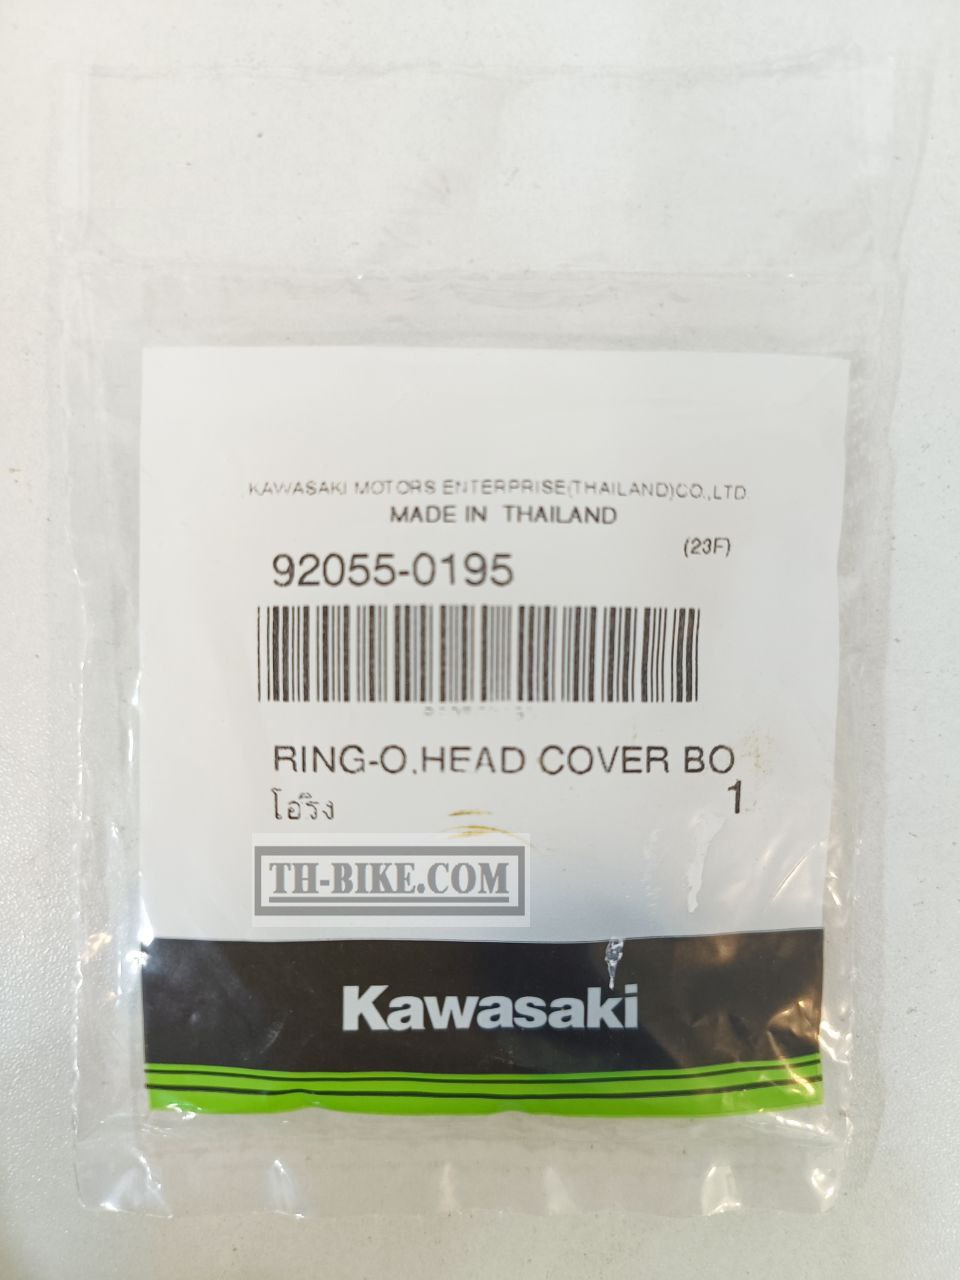 KAWASAKI MOTORS ENTERPRISE(THAILAND)CO.,LTD
MADE IN THAILAND
(23F)
92055-0195
RING-O,HEAD COVER BO
โอริง
1
TH-BIKE.COM
Kawasaki